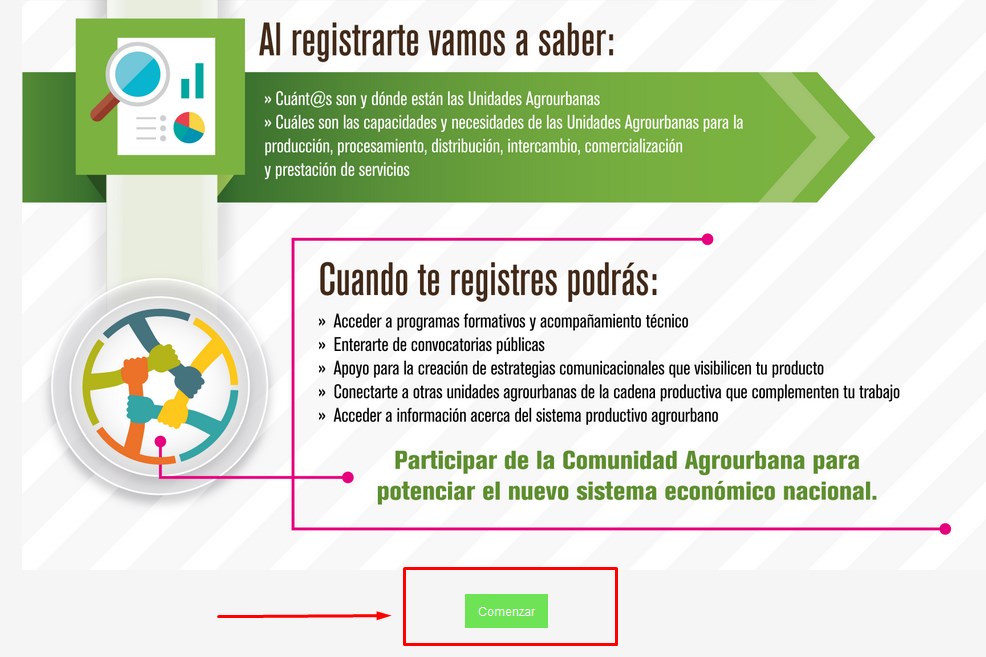 Al registrarte vamos a saber:
» Cuánt@s son y dónde están las Unidades Agrourbanas
» Cuáles son las capacidades y necesidades de las Unidades Agrourbanas para la
producción, procesamiento, distribución, intercambio, comercialización
y prestación de servicios
Cuando te registres podrás:
» Acceder a programas formativos y acompañamiento técnico
» Enterarte de convocatorias públicas
» Apoyo para la creación de estrategias comunicacionales que visibilicen tu producto
» Conectarte a otras unidades agrourbanas de la cadena productiva que complementen tu trabajo
» Acceder a información acerca del sistema productivo agrourbano
Participar de la Comunidad Agrourbana para
potenciar el nuevo sistema económico nacional.
Comenzar